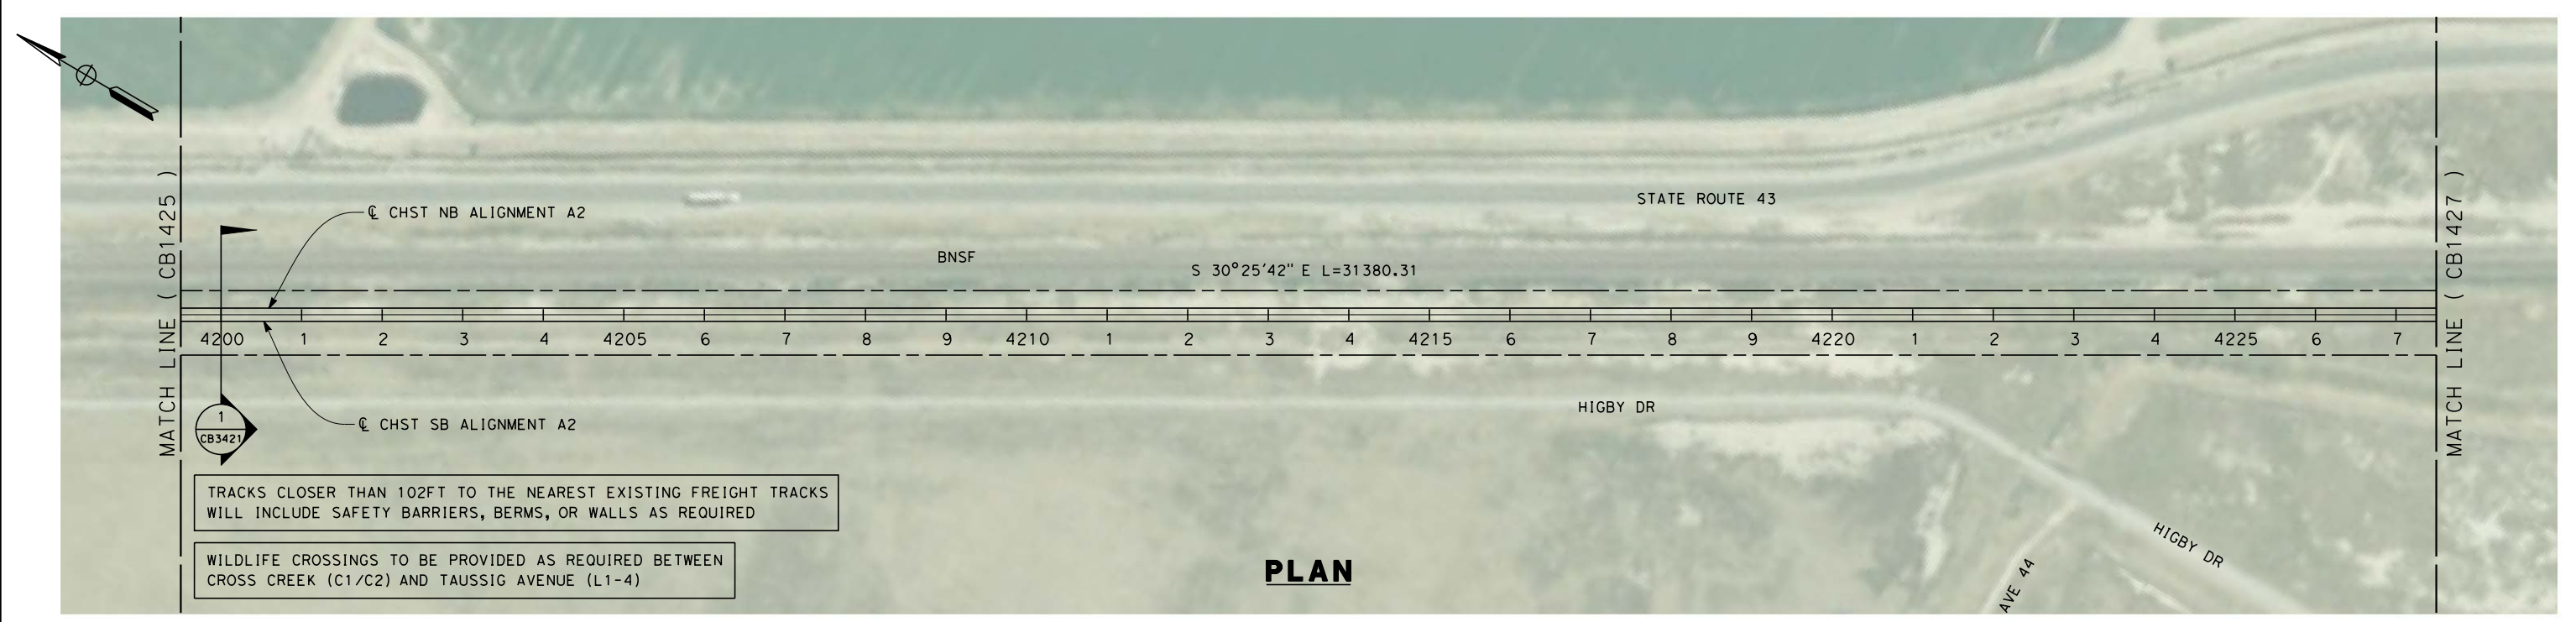 MATCH LINE ( CB1425 )
℄ CHST NB ALIGNMENT A2
STATE ROUTE 43
BNSF
S 30°25'42" E L=31380.31
4200 1 2 3 4 4205 6 7 8 9 4210 1 2 3 4 4215 6 7 8 9 4220 1 2 3 4 4225 6 7
MATCH LINE ( CB1427 )
HIGBY DR
℄ CHST SB ALIGNMENT A2
1
CB3421
TRACKS CLOSER THAN 102FT TO THE NEAREST EXISTING FREIGHT TRACKS
WILL INCLUDE SAFETY BARRIERS, BERMS, OR WALLS AS REQUIRED
WILDLIFE CROSSINGS TO BE PROVIDED AS REQUIRED BETWEEN
CROSS CREEK (C1/C2) AND TAUSSIG AVENUE (L1-4)
PLAN
AVE 44
HIGBY DR